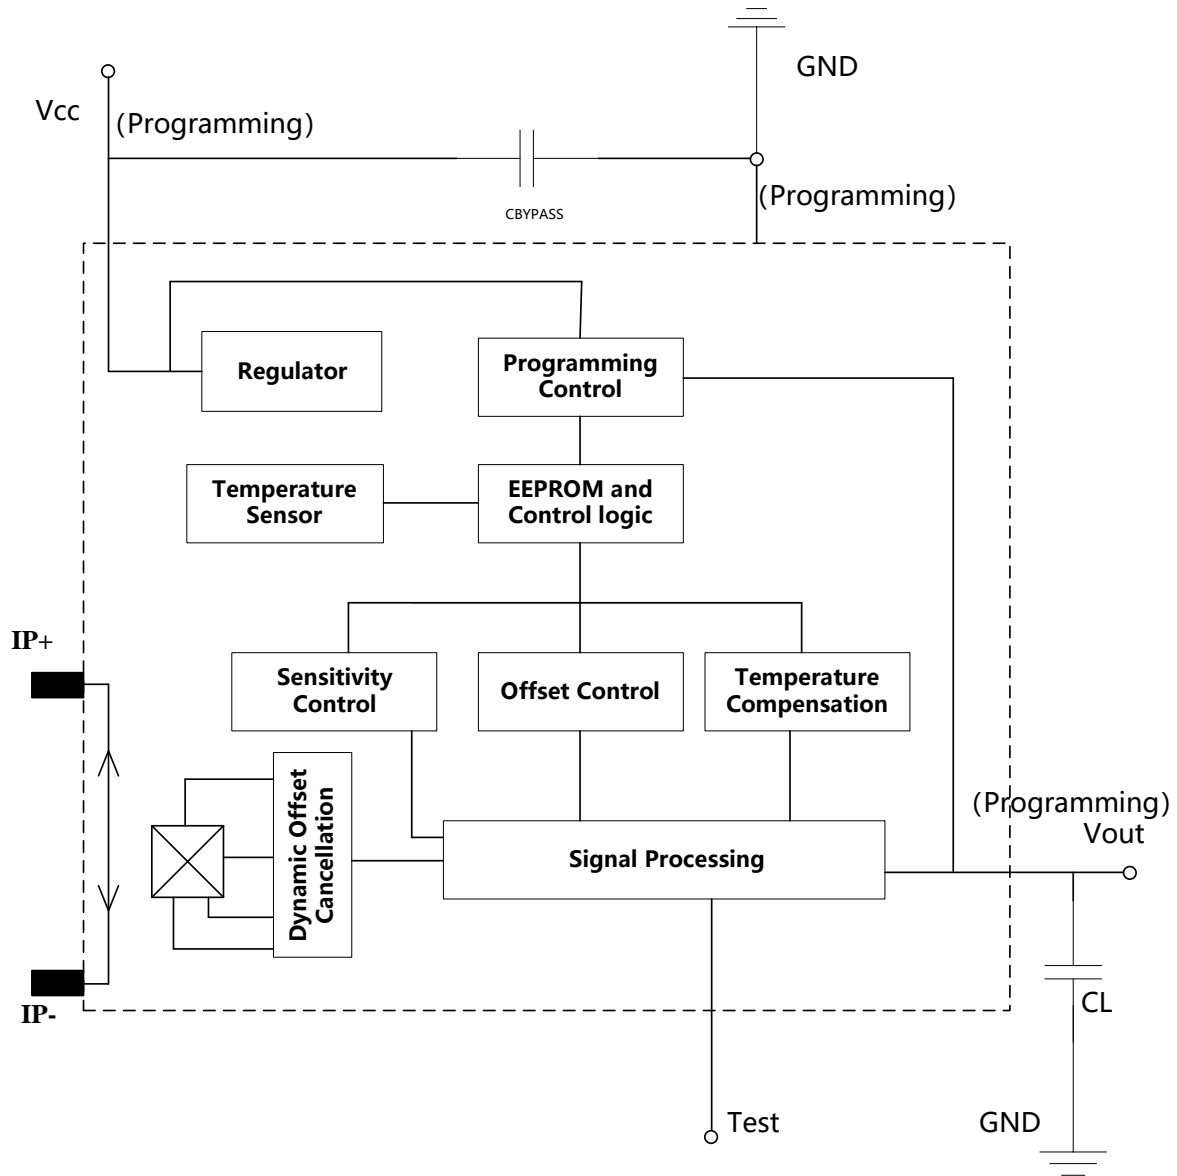 GND
Vcc
(Programming)
(Programming)
CBYPASS
Regulator
Programming
Control
Temperature
Sensor
EEPROM and
Control logic
IP+
Sensitivity
Control
Offset Control
Temperature
Compensation
Dynamic Offset
Cancellation
(Programming)
Vout
Signal Processing
IP-
CL
Test
GND